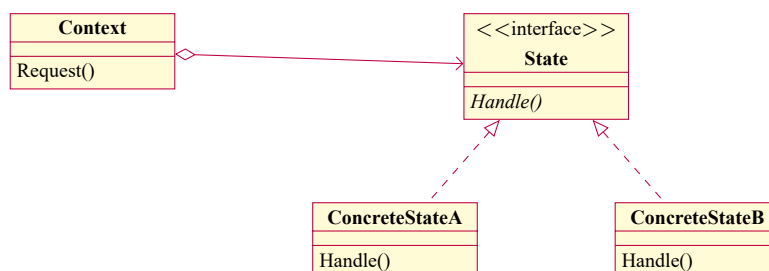 Context
Request()
<<interface>>
State
Handle()
ConcreteStateA
Handle()
ConcreteStateB
Handle()